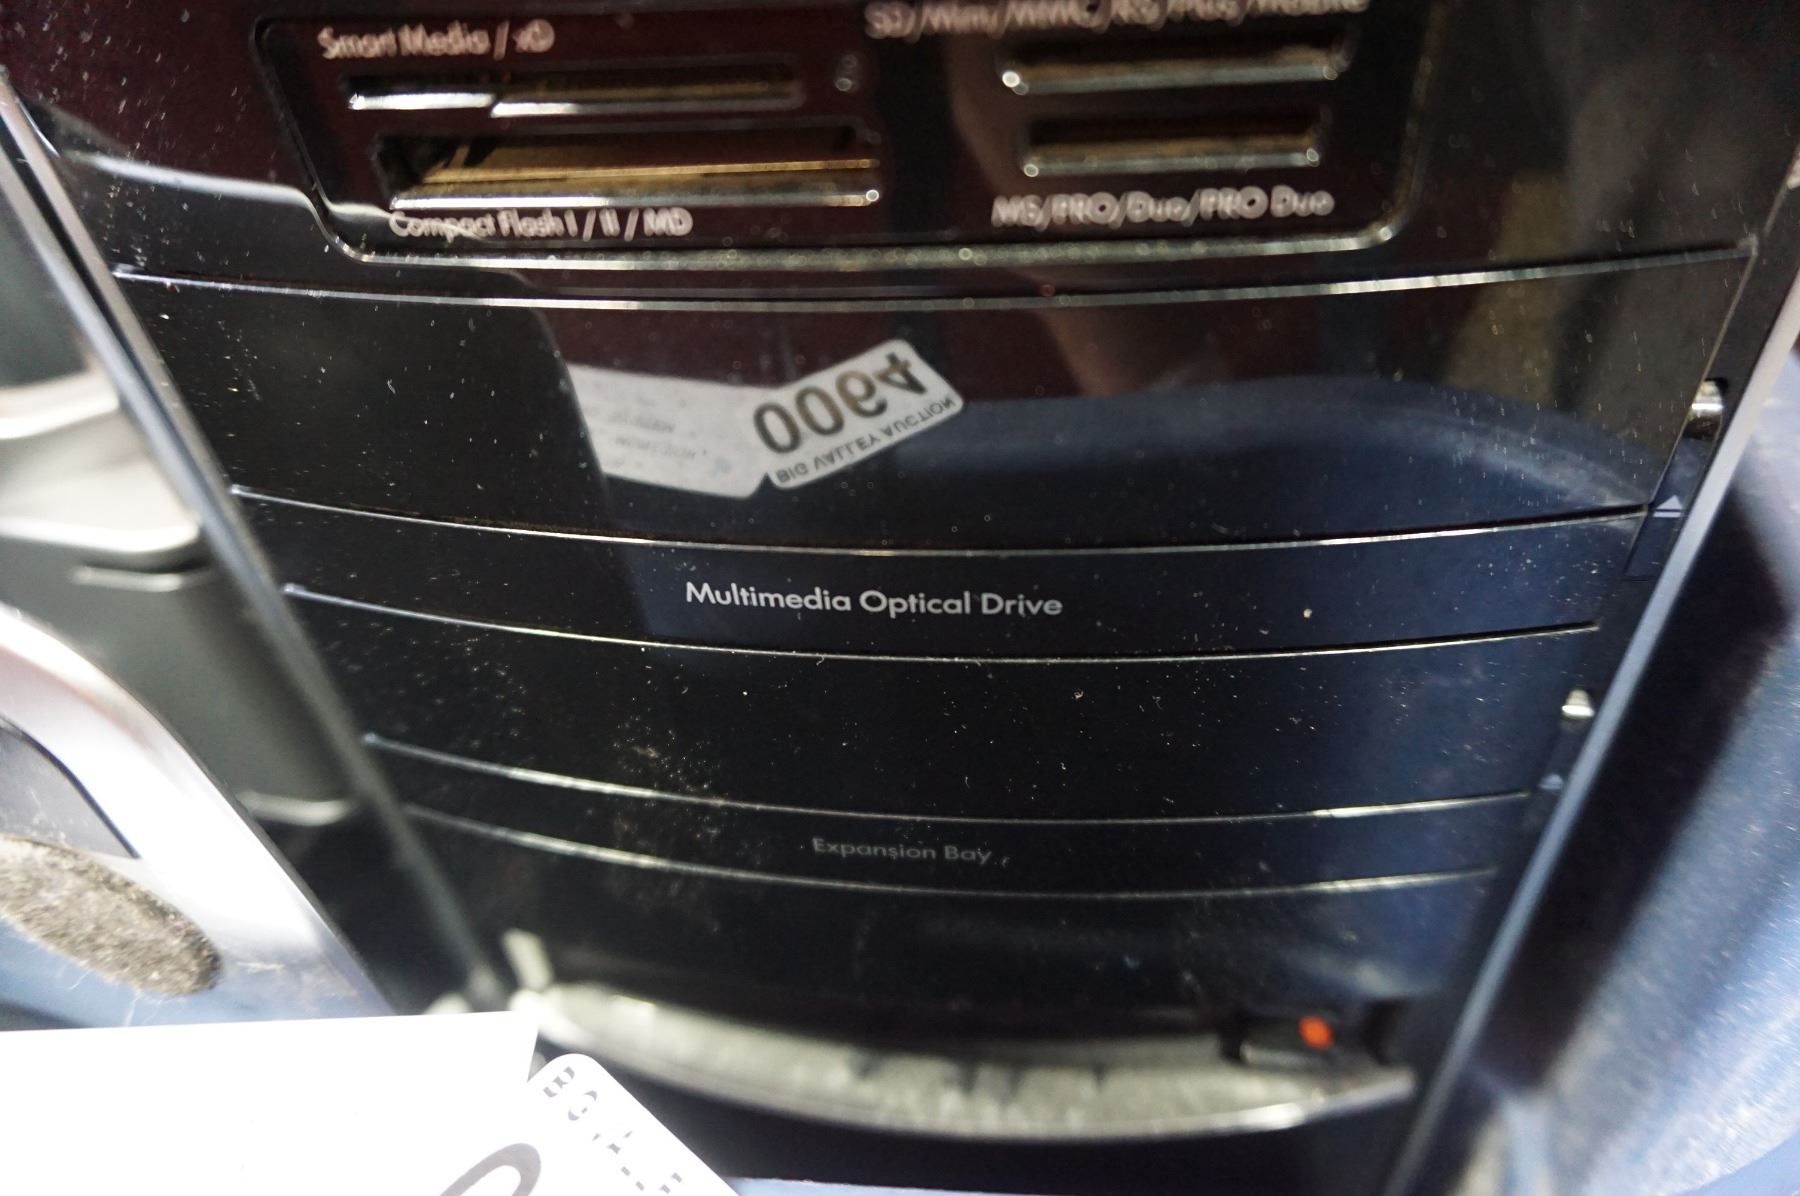 Smart Media / xD
Compact Flash I / II / MD
MS/PRO/Duo/PRO Duo
0064
BIG VALLEY AUCTION
Multimedia Optical Drive
Expansion Bay